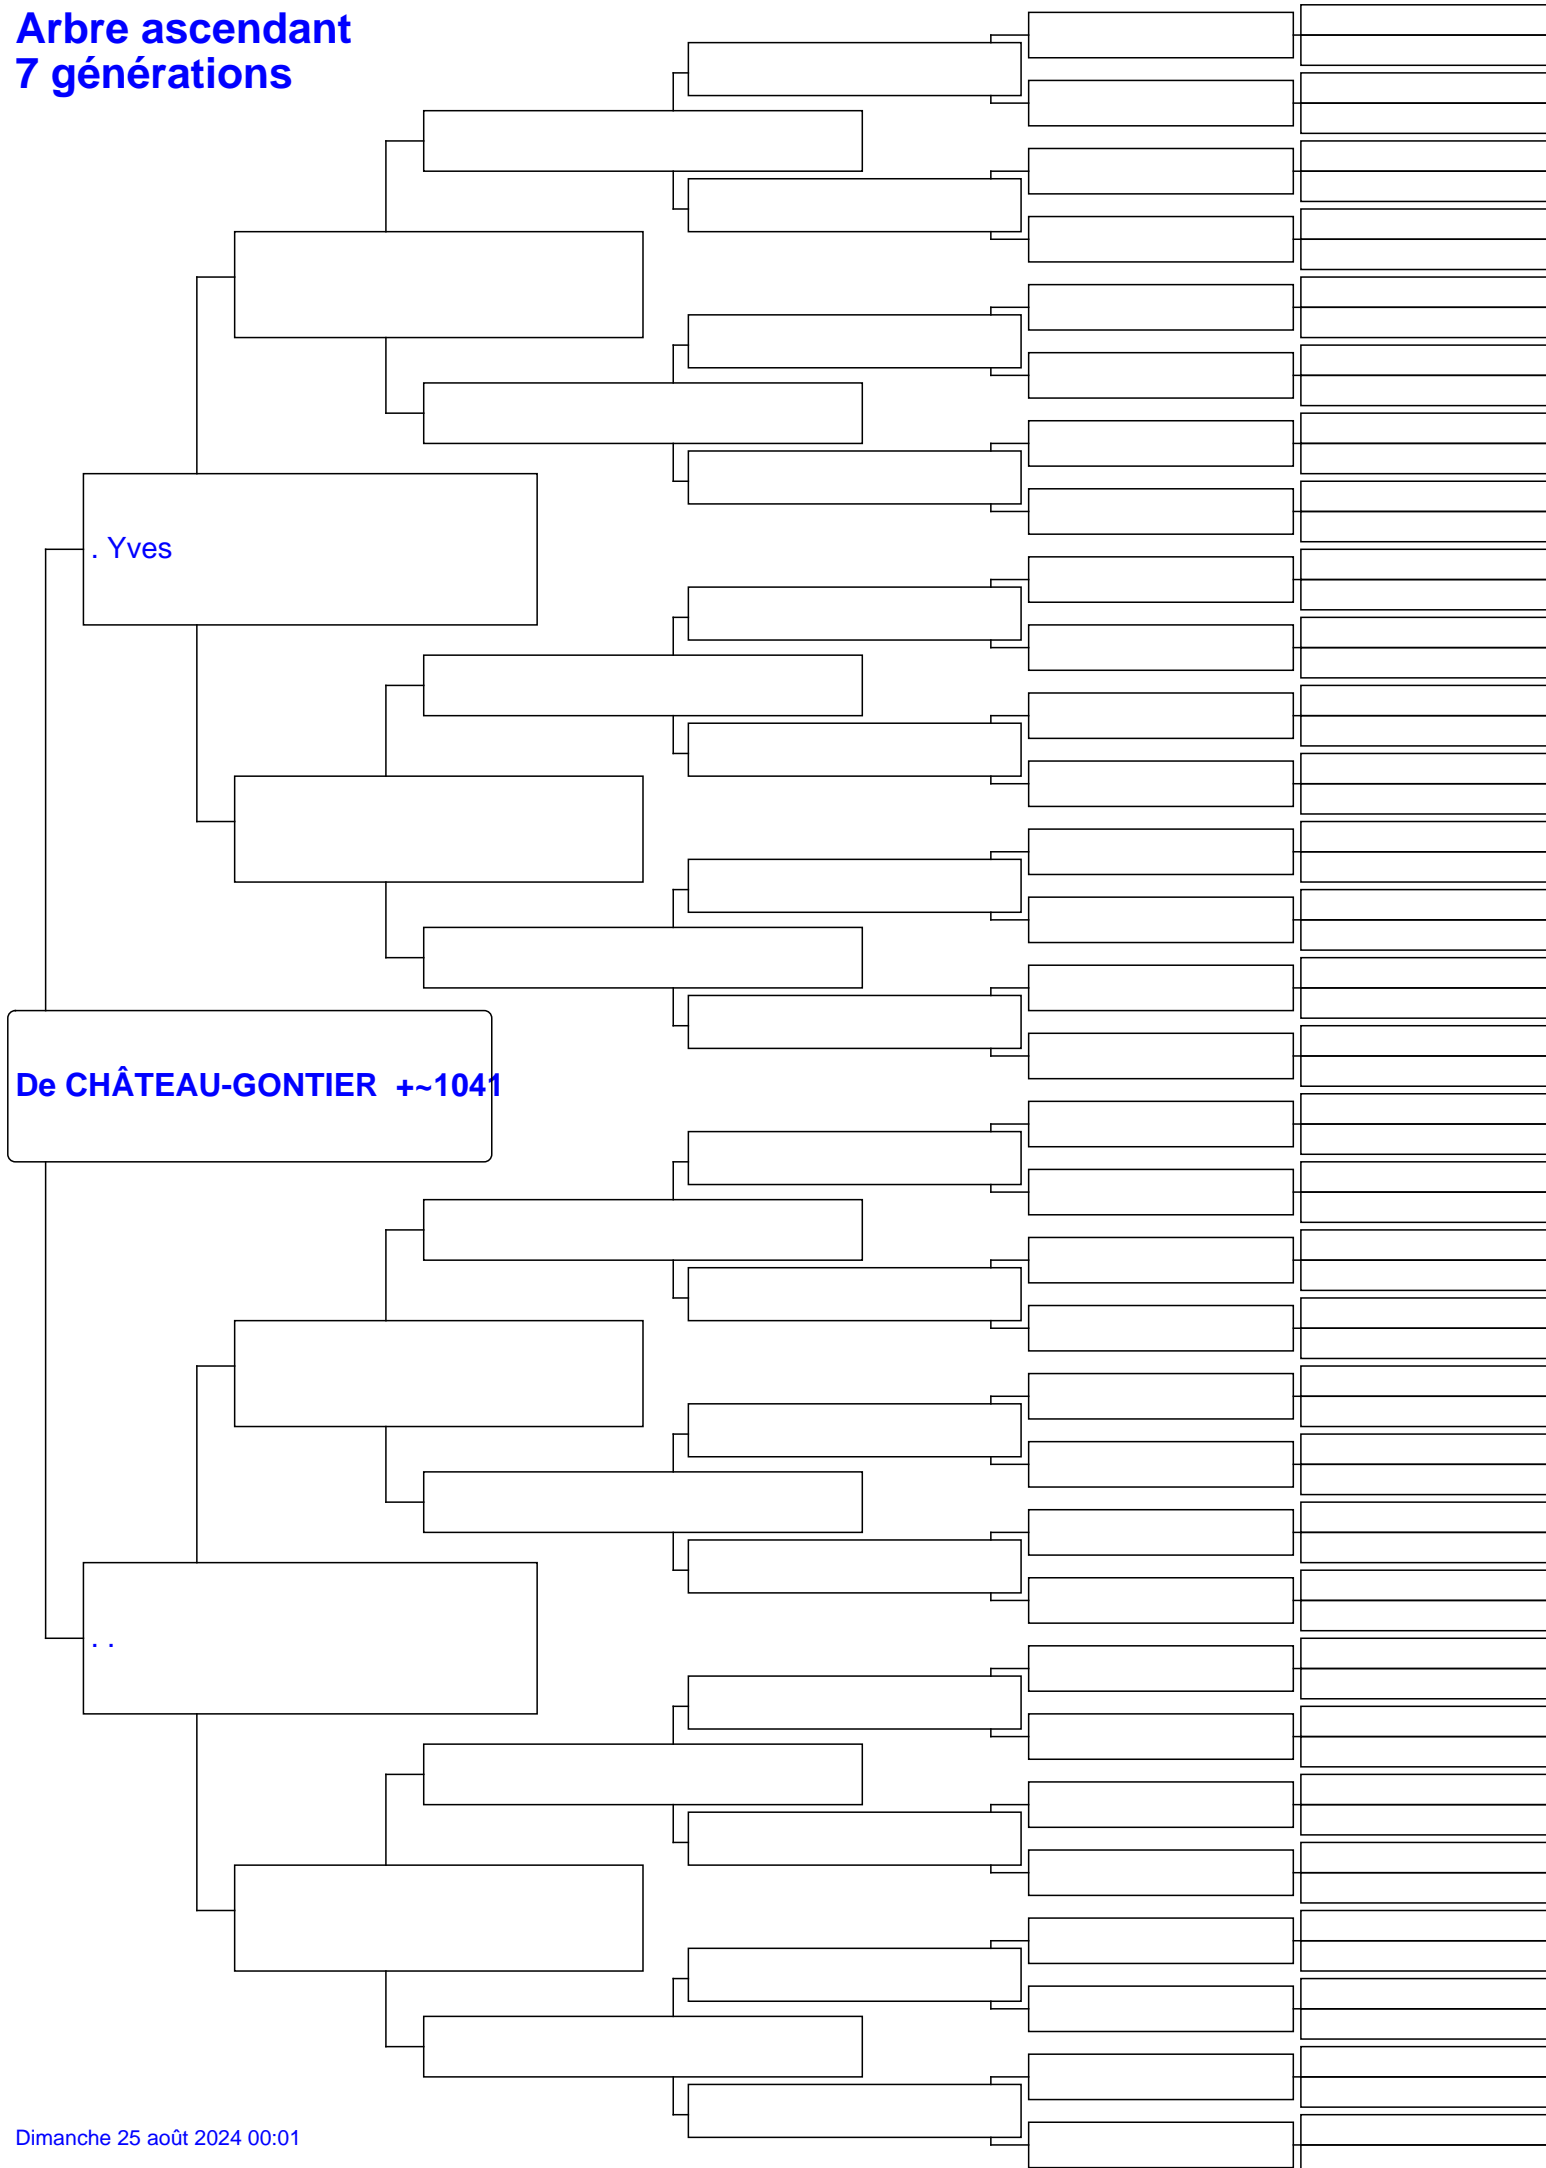 Arbre ascendant
7 générations
. Yves
De CHÂTEAU-GONTIER  +~1041
. .
Dimanche 25 août 2024 00:01